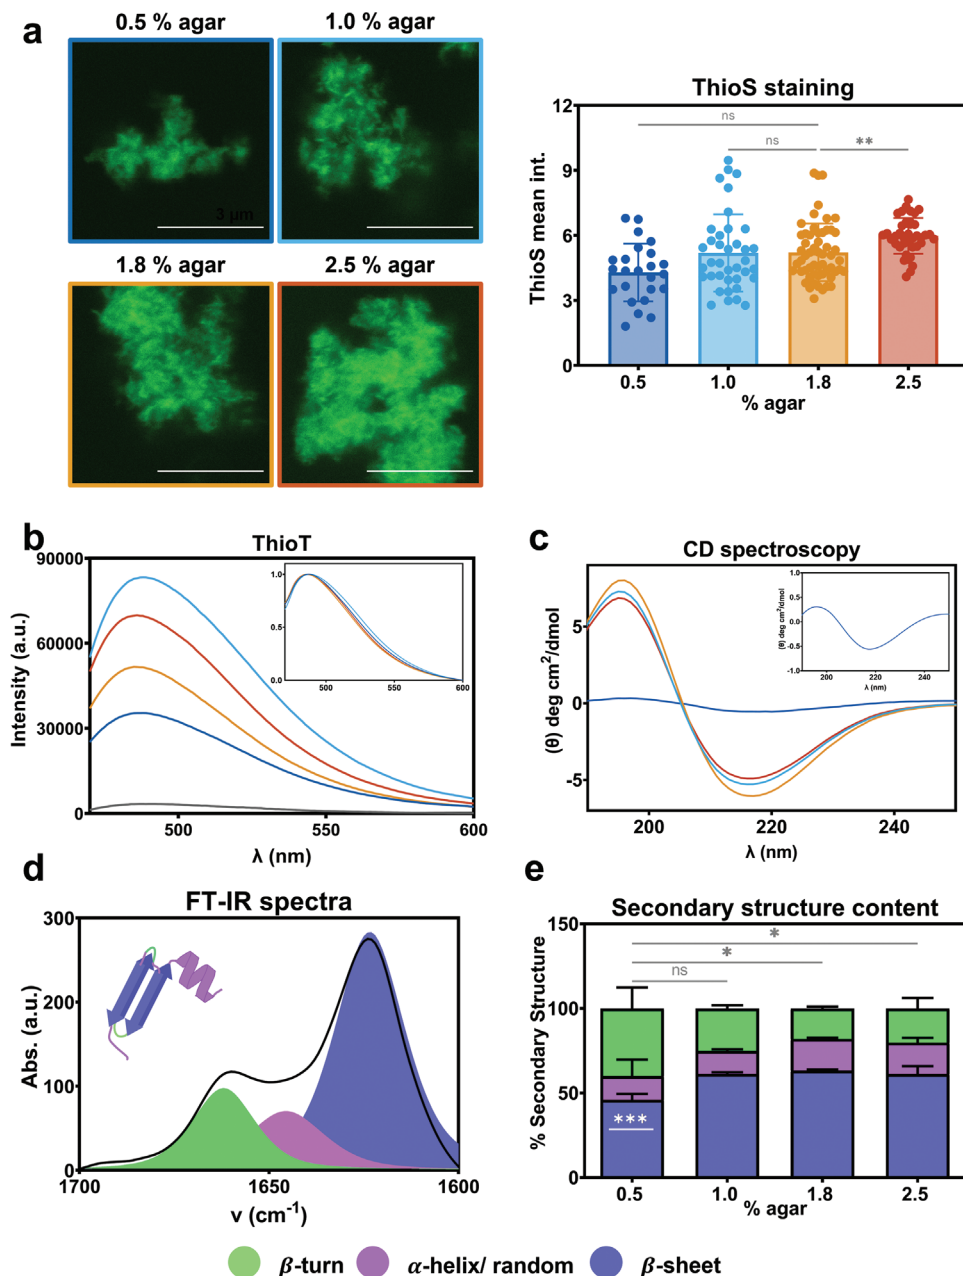 a
0.5 % agar
1.0 % agar
3 μm
1.8 % agar
2.5 % agar
ThioS staining
ThioS mean int.
12
9
6
3
0
ns
ns
**
0.5
1.0
1.8
2.5
% agar
b
ThioT
Intensity (a.u.)
90000
60000
30000
0
500
550
600
λ (nm)
1.0
0.5
0.0
500
550
600
c
CD spectroscopy
(θ) deg cm²/dmol
5
0
-5
200
220
240
λ (nm)
(θ) deg cm²/dmol
1.0
0.5
0.0
-0.5
-1.0
200
220
240
λ (nm)
d
FT-IR spectra
Abs. (a.u.)
300
200
100
0
1700
1650
1600
ν (cm⁻¹)
e
Secondary structure content
% Secondary Structure
150
100
50
0
*
*
ns
***
0.5
1.0
1.8
2.5
% agar
β-turn
α-helix/ random
β-sheet